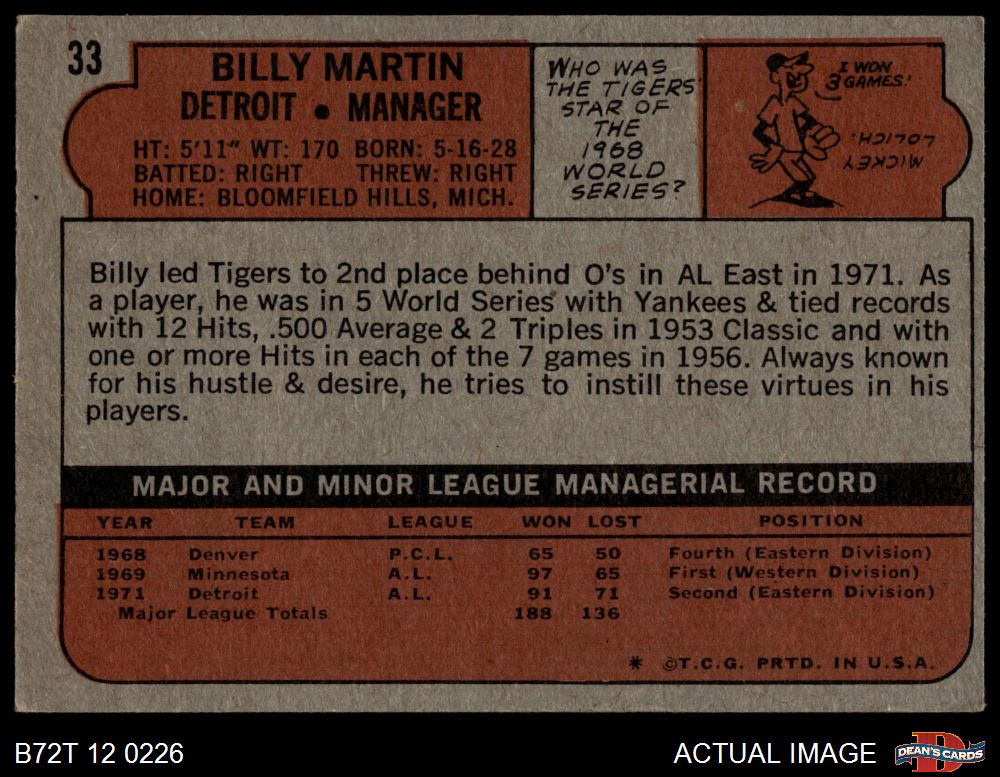 33
BILLY MARTIN
DETROIT • MANAGER
HT: 5'11" WT: 170 BORN: 5-16-28
BATTED: RIGHT THREW: RIGHT
HOME: BLOOMFIELD HILLS, MICH.
WHO WAS
THE TIGERS'
STAR OF
THE
1968
WORLD
SERIES?
I WON
3 GAMES!
MICKEY
LOLICH.
Billy led Tigers to 2nd place behind O's in AL East in 1971. As
a player, he was in 5 World Series with Yankees & tied records
with 12 Hits, .500 Average & 2 Triples in 1953 Classic and with
one or more Hits in each of the 7 games in 1956. Always known
for his hustle & desire, he tries to instill these virtues in his
players.
MAJOR AND MINOR LEAGUE MANAGERIAL RECORD
YEAR TEAM LEAGUE WON LOST POSITION
1968 Denver P.C.L. 65 50 Fourth (Eastern Division)
1969 Minnesota A.L. 97 65 First (Western Division)
1971 Detroit A.L. 91 71 Second (Eastern Division)
Major League Totals 188 136
* ©T.C.G. PRTD. IN U.S.A.
B72T 12 0226
ACTUAL IMAGE
D
DEAN'S CARDS